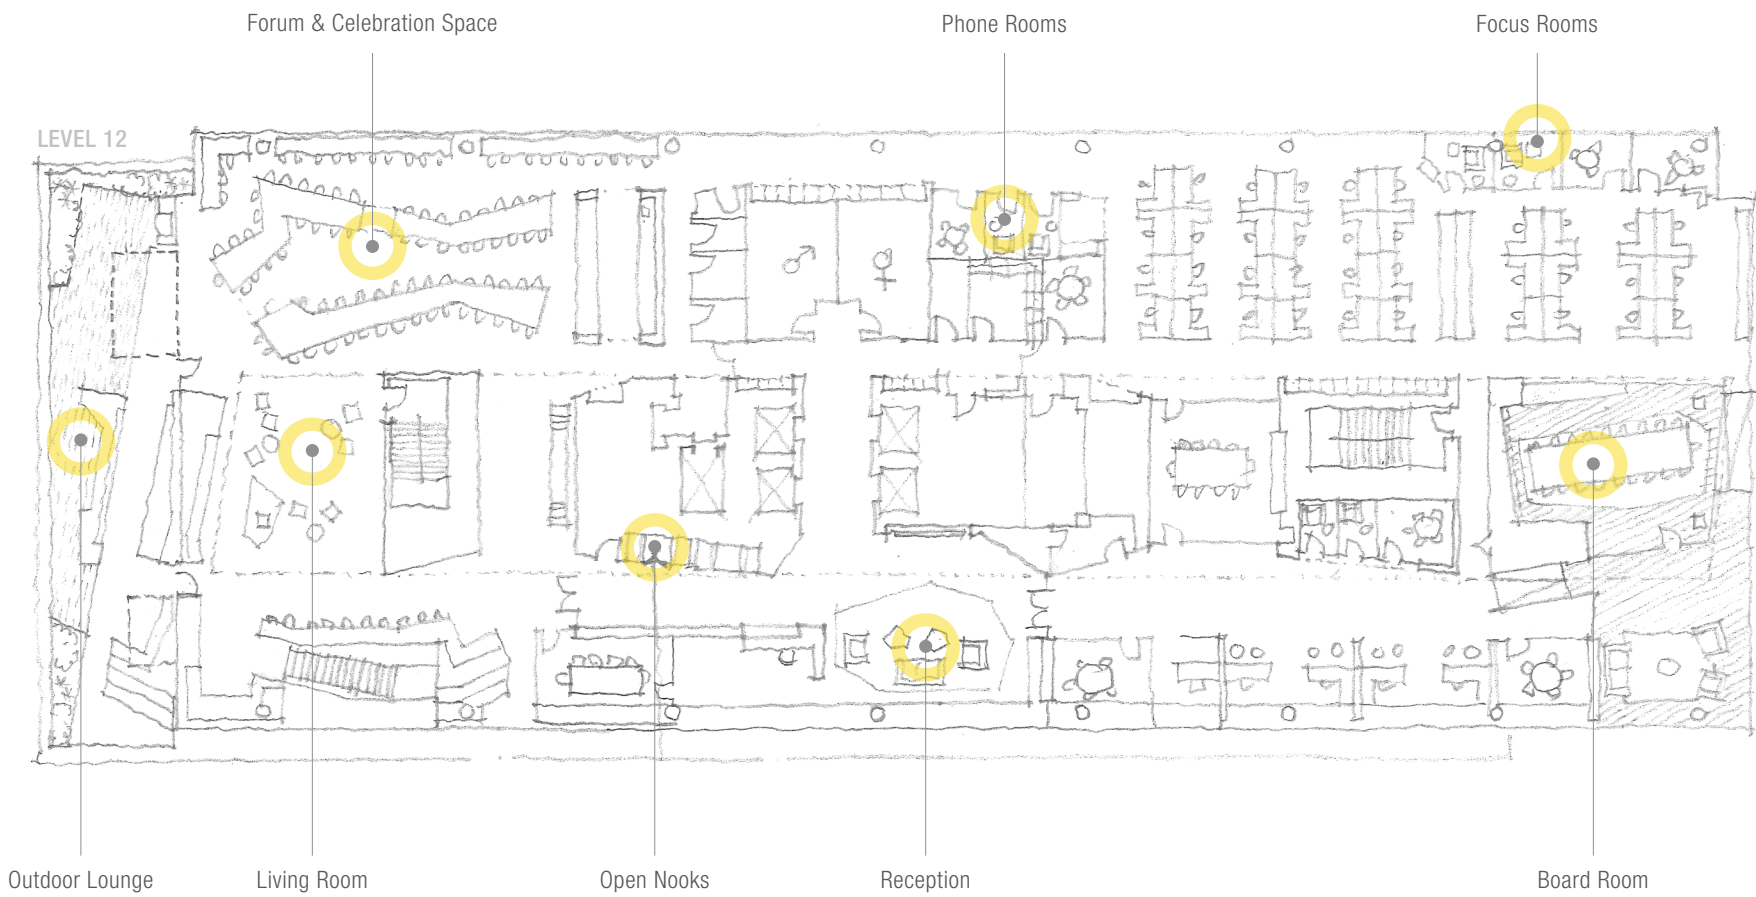 Forum & Celebration Space
Phone Rooms
Focus Rooms
LEVEL 12
Outdoor Lounge
Living Room
Open Nooks
Reception
Board Room